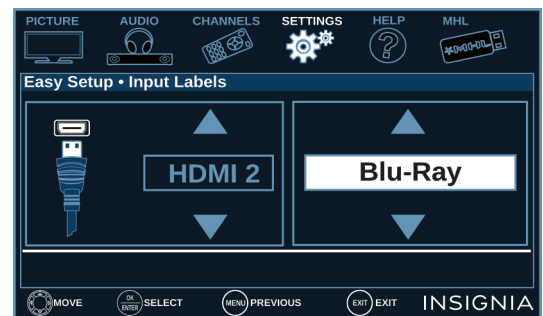 PICTURE AUDIO CHANNELS SETTINGS HELP MHL
MHL
Easy Setup • Input Labels
HDMI 2 Blu-Ray
MOVE OK ENTER SELECT MENU PREVIOUS EXIT EXIT INSIGNIA